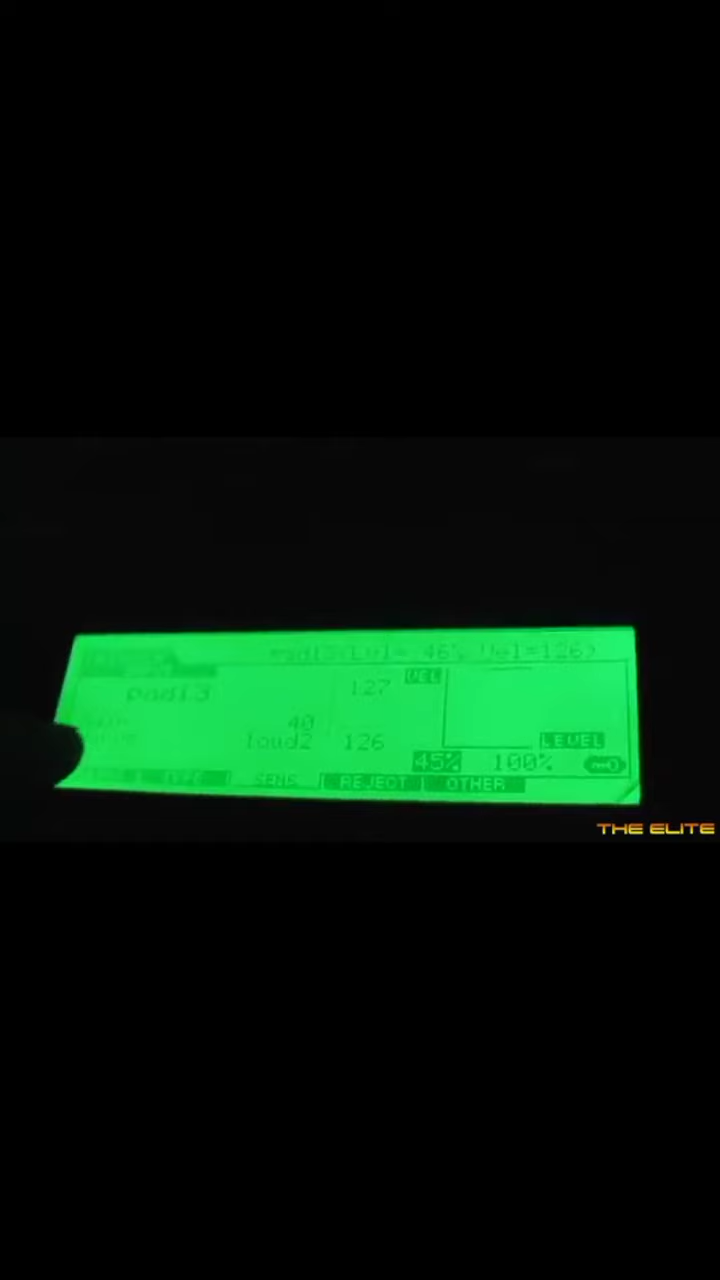 pad13(Lvl= 46% Vel=126)
pad13
127 VEL
40
loud2 126
LEVEL
45% 100%
TYPE SENS REJECT OTHER
THE ELITE